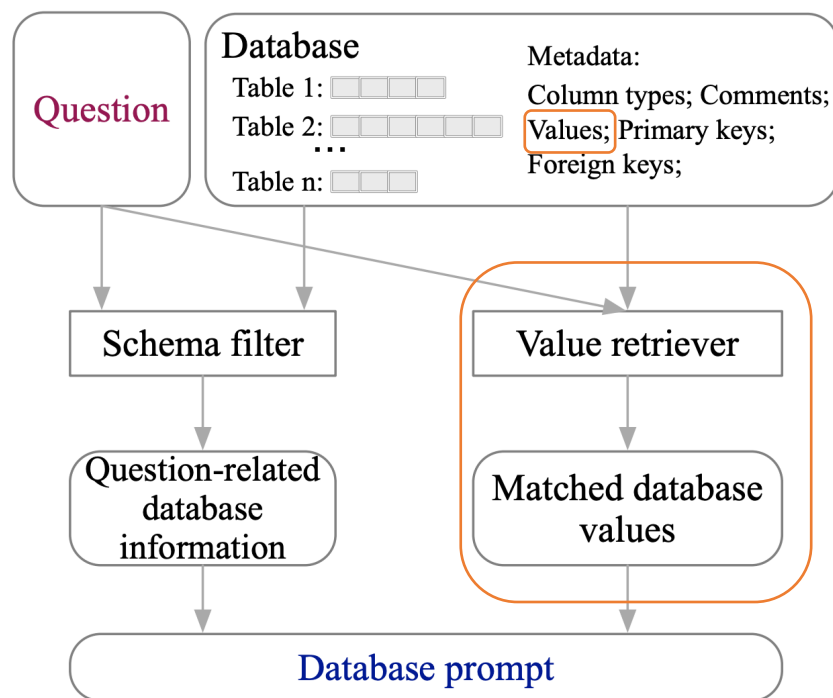 Question
Database
Table 1:
Table 2:
...
Table n:
Metadata:
Column types; Comments;
Values; Primary keys;
Foreign keys;
Schema filter
Value retriever
Question-related
database
information
Matched database
values
Database prompt